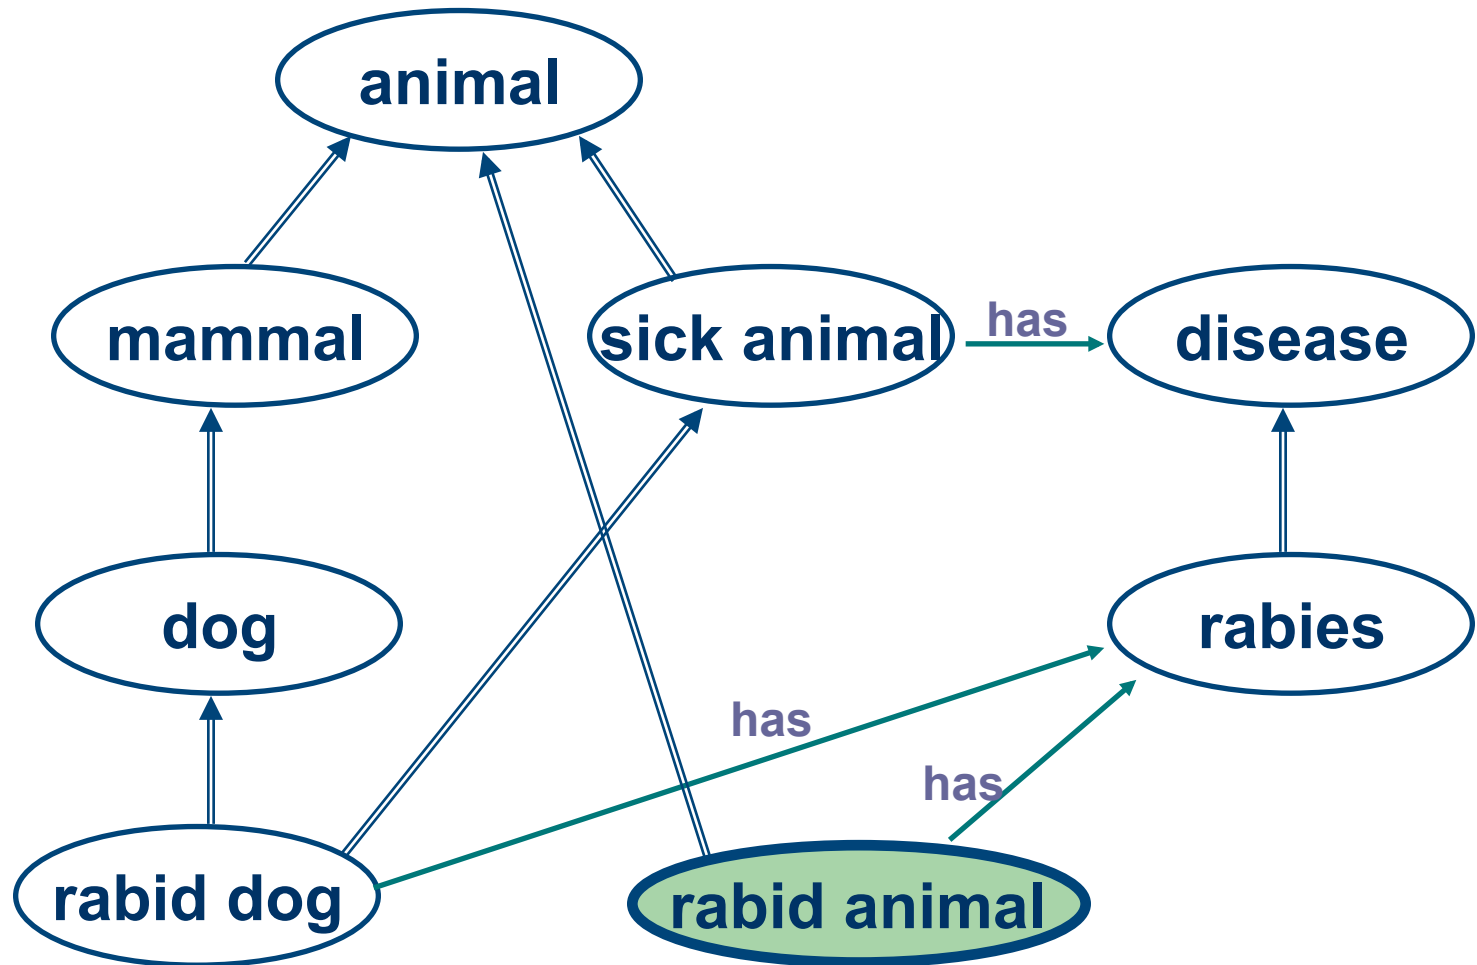 animal
mammal
sick animal
has
disease
dog
rabies
has
has
rabid dog
rabid animal